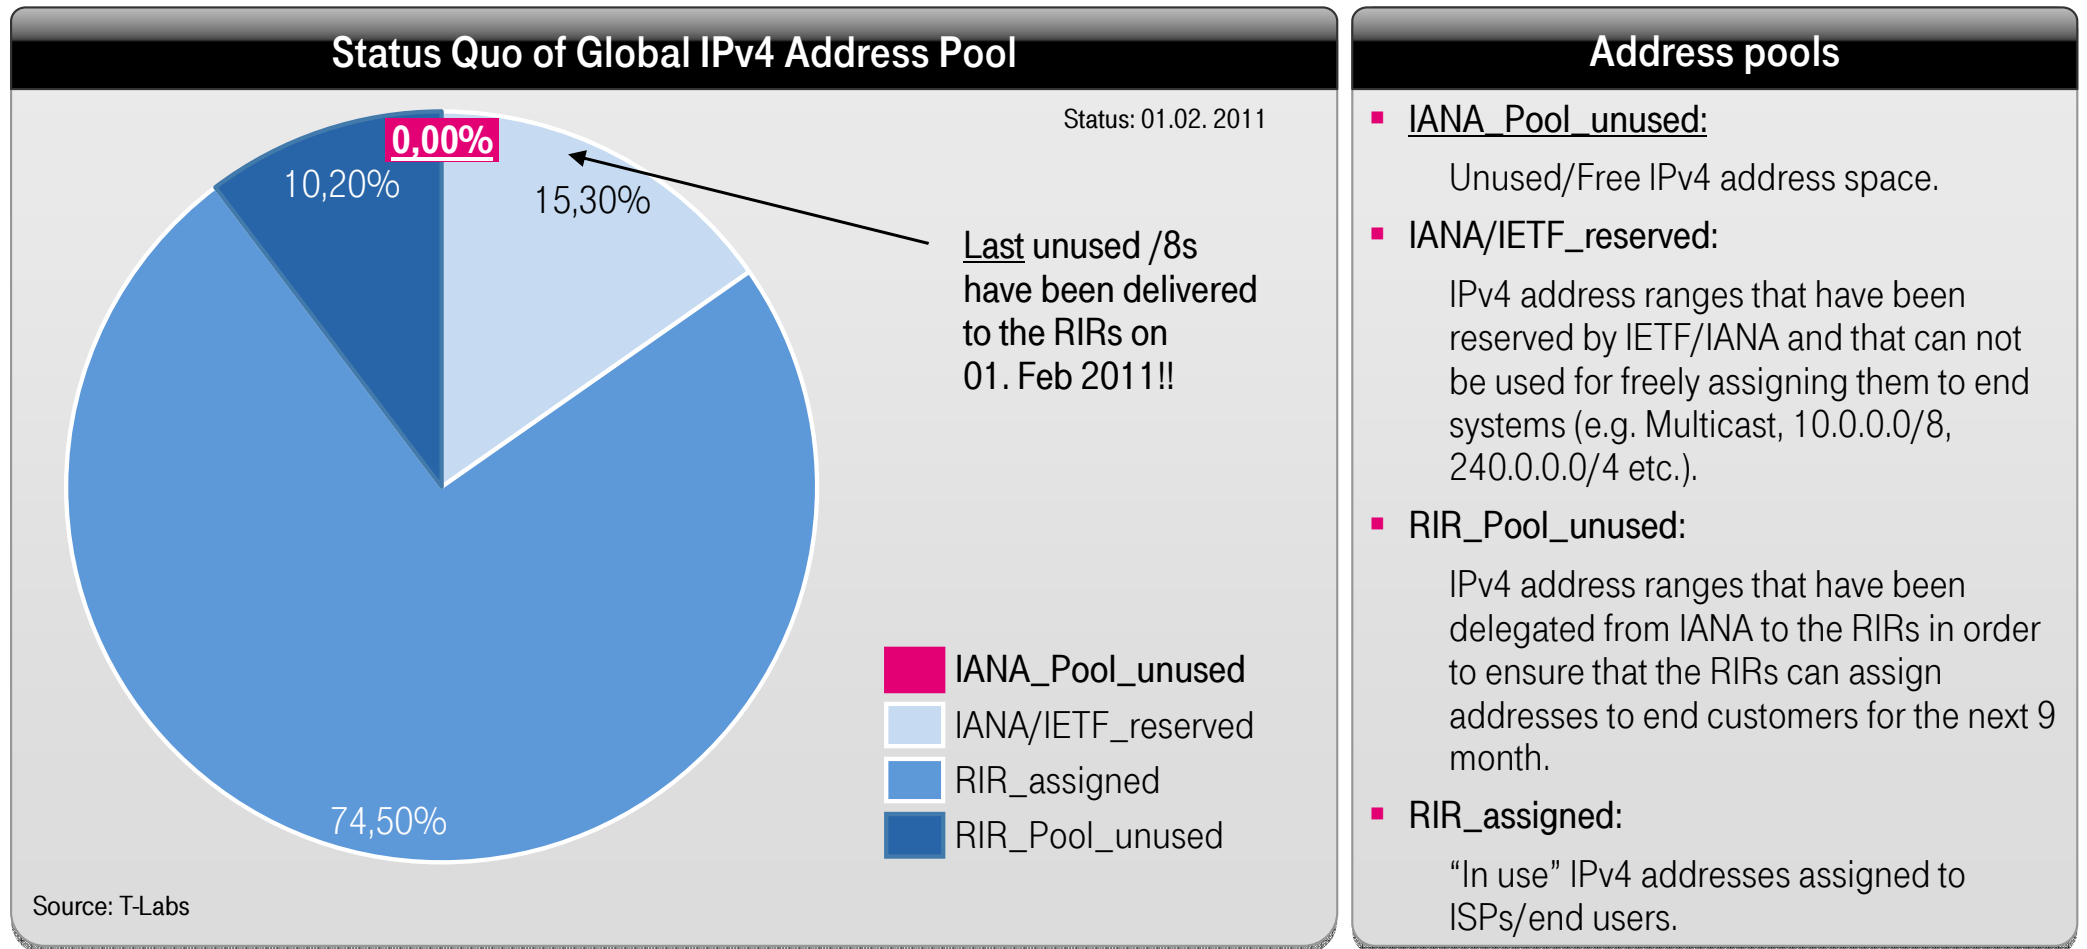 Status Quo of Global IPv4 Address Pool
Status: 01.02. 2011
0,00%
10,20%
15,30%
Last unused /8s
have been delivered
to the RIRs on
01. Feb 2011!!
IANA_Pool_unused
IANA/IETF_reserved
RIR_assigned
RIR_Pool_unused
74,50%
Source: T-Labs
Address pools
IANA_Pool_unused:
Unused/Free IPv4 address space.
IANA/IETF_reserved:
IPv4 address ranges that have been
reserved by IETF/IANA and that can not
be used for freely assigning them to end
systems (e.g. Multicast, 10.0.0.0/8,
240.0.0.0/4 etc.).
RIR_Pool_unused:
IPv4 address ranges that have been
delegated from IANA to the RIRs in order
to ensure that the RIRs can assign
addresses to end customers for the next 9
month.
RIR_assigned:
“In use” IPv4 addresses assigned to
ISPs/end users.